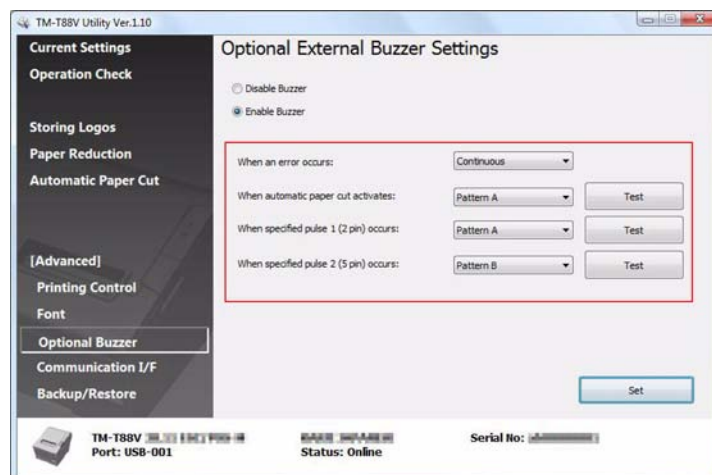 TM-T88V Utility Ver.1.10
Current Settings
Operation Check
Storing Logos
Paper Reduction
Automatic Paper Cut
[Advanced]
Printing Control
Font
Optional Buzzer
Communication I/F
Backup/Restore
Optional External Buzzer Settings
Disable Buzzer
Enable Buzzer
When an error occurs: Continuous
When automatic paper cut activates: Pattern A Test
When specified pulse 1 (2 pin) occurs: Pattern A Test
When specified pulse 2 (5 pin) occurs: Pattern B Test
Set
TM-T88V Serial No:
Port: USB-001 Status: Online